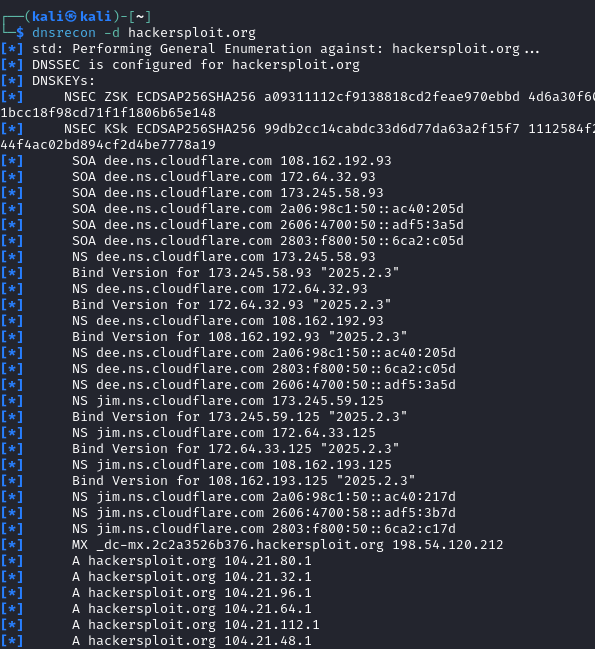 ┌──(kali㉿kali)-[~]
└─$ dnsrecon -d hackersploit.org
[*] std: Performing General Enumeration against: hackersploit.org...
[*] DNSSEC is configured for hackersploit.org
[*] DNSKEYs:
[*]     NSEC ZSK ECDSAP256SHA256 a09311112cf9138818cd2feae970ebbd 4d6a30f60
1bcc18f98cd71f1f1806b65e148
[*]     NSEC KSk ECDSAP256SHA256 99db2cc14cabdc33d6d77da63a2f15f7 1112584f2
44f4ac02bd894cf2d4be7778a19
[*]      SOA dee.ns.cloudflare.com 108.162.192.93
[*]      SOA dee.ns.cloudflare.com 172.64.32.93
[*]      SOA dee.ns.cloudflare.com 173.245.58.93
[*]      SOA dee.ns.cloudflare.com 2a06:98c1:50::ac40:205d
[*]      SOA dee.ns.cloudflare.com 2606:4700:50::adf5:3a5d
[*]      SOA dee.ns.cloudflare.com 2803:f800:50::6ca2:c05d
[*]      NS dee.ns.cloudflare.com 173.245.58.93
[*]      Bind Version for 173.245.58.93 "2025.2.3"
[*]      NS dee.ns.cloudflare.com 172.64.32.93
[*]      Bind Version for 172.64.32.93 "2025.2.3"
[*]      NS dee.ns.cloudflare.com 108.162.192.93
[*]      Bind Version for 108.162.192.93 "2025.2.3"
[*]      NS dee.ns.cloudflare.com 2a06:98c1:50::ac40:205d
[*]      NS dee.ns.cloudflare.com 2803:f800:50::6ca2:c05d
[*]      NS dee.ns.cloudflare.com 2606:4700:50::adf5:3a5d
[*]      NS jim.ns.cloudflare.com 173.245.59.125
[*]      Bind Version for 173.245.59.125 "2025.2.3"
[*]      NS jim.ns.cloudflare.com 172.64.33.125
[*]      Bind Version for 172.64.33.125 "2025.2.3"
[*]      NS jim.ns.cloudflare.com 108.162.193.125
[*]      Bind Version for 108.162.193.125 "2025.2.3"
[*]      NS jim.ns.cloudflare.com 2a06:98c1:50::ac40:217d
[*]      NS jim.ns.cloudflare.com 2606:4700:58::adf5:3b7d
[*]      NS jim.ns.cloudflare.com 2803:f800:50::6ca2:c17d
[*]      MX _dc-mx.2c2a3526b376.hackersploit.org 198.54.120.212
[*]      A hackersploit.org 104.21.80.1
[*]      A hackersploit.org 104.21.32.1
[*]      A hackersploit.org 104.21.96.1
[*]      A hackersploit.org 104.21.64.1
[*]      A hackersploit.org 104.21.112.1
[*]      A hackersploit.org 104.21.48.1